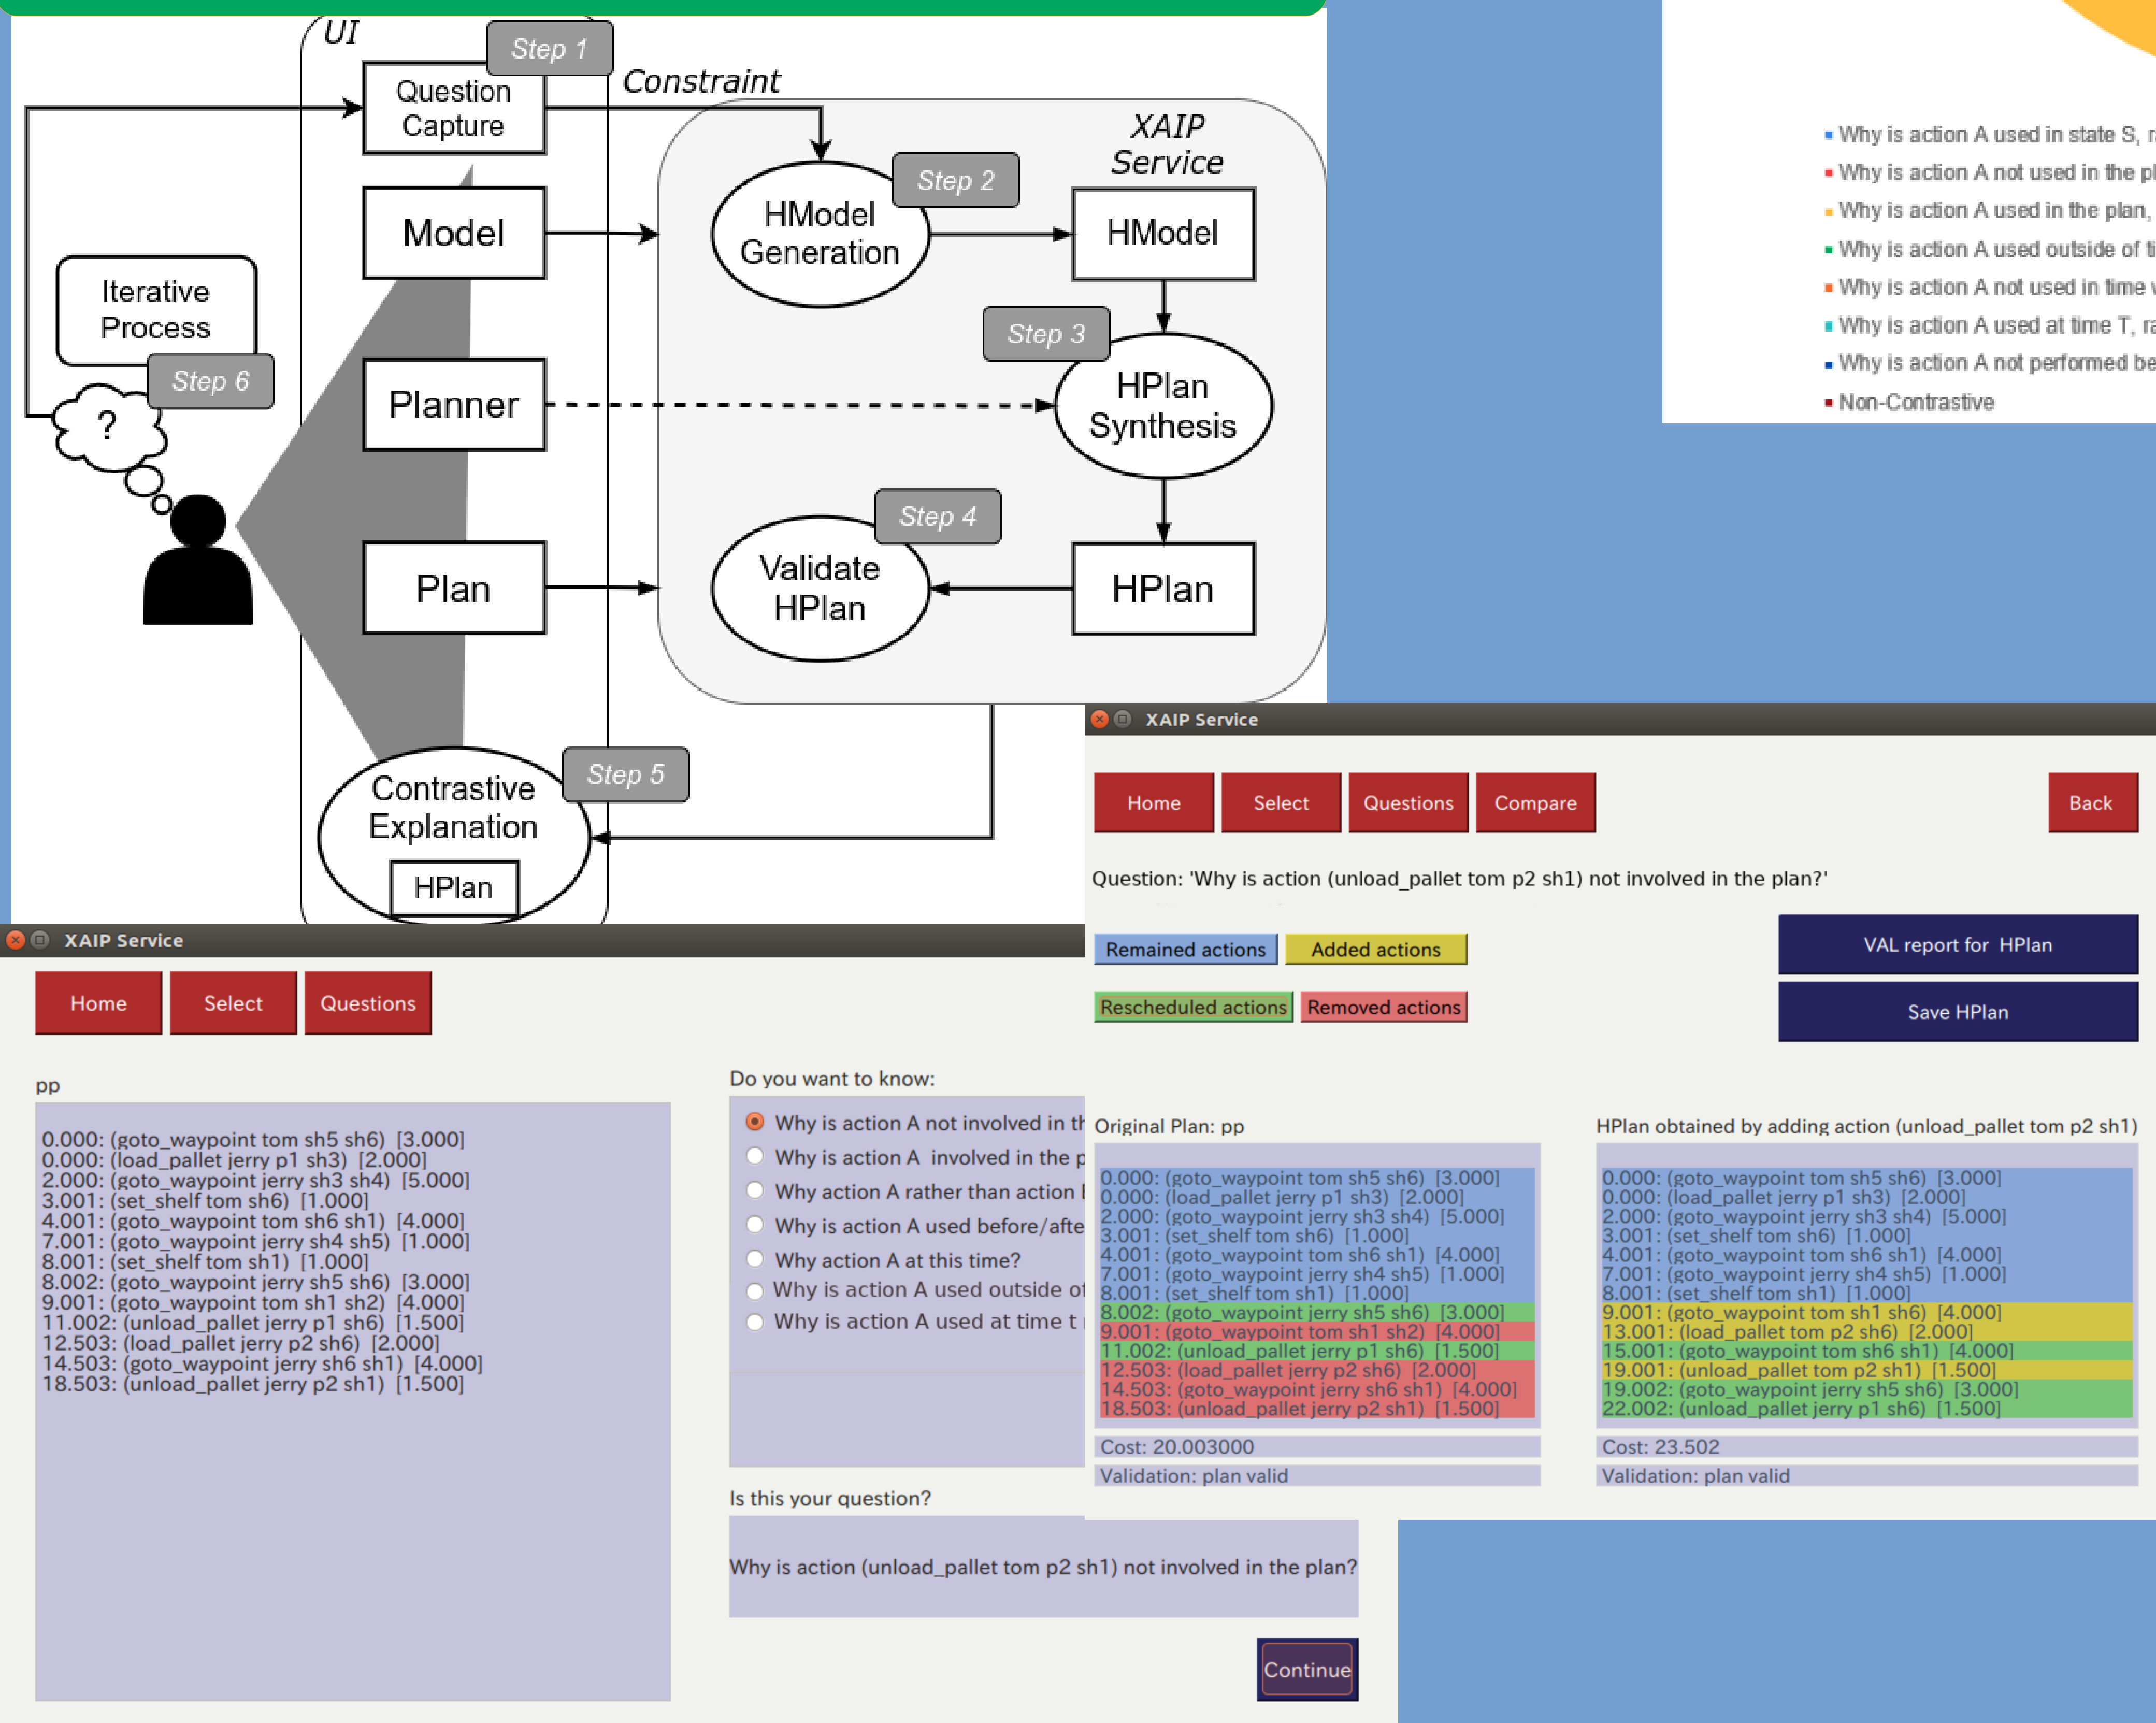 UI
Step 1
Question
Capture
Constraint
XAIP
Service
Step 2
HModel
Generation
HModel
Model
Iterative
Process
Step 6
?
Step 3
Planner
HPlan
Synthesis
Step 4
Validate
HPlan
HPlan
Plan
Step 5
Contrastive
Explanation
HPlan
Why is action A used in state S,
Why is action A not used in the
Why is action A used in the plan,
Why is action A used outside of
Why is action A not used in time
Why is action A used at time T,
Why is action A not performed
Non-Contrastive
XAIP Service
Home
Select
Questions
pp
0.000: (goto_waypoint tom sh5 sh6) [3.000]
0.000: (load_pallet jerry p1 sh3) [2.000]
2.000: (goto_waypoint jerry sh3 sh4) [5.000]
3.001: (set_shelf tom sh6) [1.000]
4.001: (goto_waypoint tom sh6 sh1) [4.000]
7.001: (goto_waypoint jerry sh4 sh5) [1.000]
8.001: (set_shelf tom sh1) [1.000]
8.002: (goto_waypoint jerry sh5 sh6) [3.000]
9.001: (goto_waypoint tom sh1 sh2) [4.000]
11.002: (unload_pallet jerry p1 sh6) [1.500]
12.503: (load_pallet jerry p2 sh6) [2.000]
14.503: (goto_waypoint jerry sh6 sh1) [4.000]
18.503: (unload_pallet jerry p2 sh1) [1.500]
Do you want to know:
Why is action A not involved in
Why is action A involved in the
Why action A rather than action
Why is action A used before/after
Why action A at this time?
Why is action A used outside of
Why is action A used at time t
Is this your question?
Why is action (unload_pallet tom p2 sh1) not involved in the plan?
Continue
XAIP Service
Home
Select
Questions
Compare
Back
Question: 'Why is action (unload_pallet tom p2 sh1) not involved in the plan?'
Remained actions
Added actions
Rescheduled actions
Removed actions
VAL report for HPlan
Save HPlan
Original Plan: pp
0.000: (goto_waypoint tom sh5 sh6) [3.000]
0.000: (load_pallet jerry p1 sh3) [2.000]
2.000: (goto_waypoint jerry sh3 sh4) [5.000]
3.001: (set_shelf tom sh6) [1.000]
4.001: (goto_waypoint tom sh6 sh1) [4.000]
7.001: (goto_waypoint jerry sh4 sh5) [1.000]
8.001: (set_shelf tom sh1) [1.000]
8.002: (goto_waypoint jerry sh5 sh6) [3.000]
9.001: (goto_waypoint tom sh1 sh2) [4.000]
11.002: (unload_pallet jerry p1 sh6) [1.500]
12.503: (load_pallet jerry p2 sh6) [2.000]
14.503: (goto_waypoint jerry sh6 sh1) [4.000]
18.503: (unload_pallet jerry p2 sh1) [1.500]
Cost: 20.003000
Validation: plan valid
HPlan obtained by adding action (unload_pallet tom p2 sh1)
0.000: (goto_waypoint tom sh5 sh6) [3.000]
0.000: (load_pallet jerry p1 sh3) [2.000]
2.000: (goto_waypoint jerry sh3 sh4) [5.000]
3.001: (set_shelf tom sh6) [1.000]
4.001: (goto_waypoint tom sh6 sh1) [4.000]
7.001: (goto_waypoint jerry sh4 sh5) [1.000]
8.001: (set_shelf tom sh1) [1.000]
9.001: (goto_waypoint tom sh1 sh6) [4.000]
13.001: (load_pallet tom p2 sh6) [2.000]
15.001: (goto_waypoint tom sh6 sh1) [4.000]
19.001: (unload_pallet tom p2 sh1) [1.500]
19.002: (goto_waypoint jerry sh5 sh6) [3.000]
22.002: (unload_pallet jerry p1 sh6) [1.500]
Cost: 23.502
Validation: plan valid